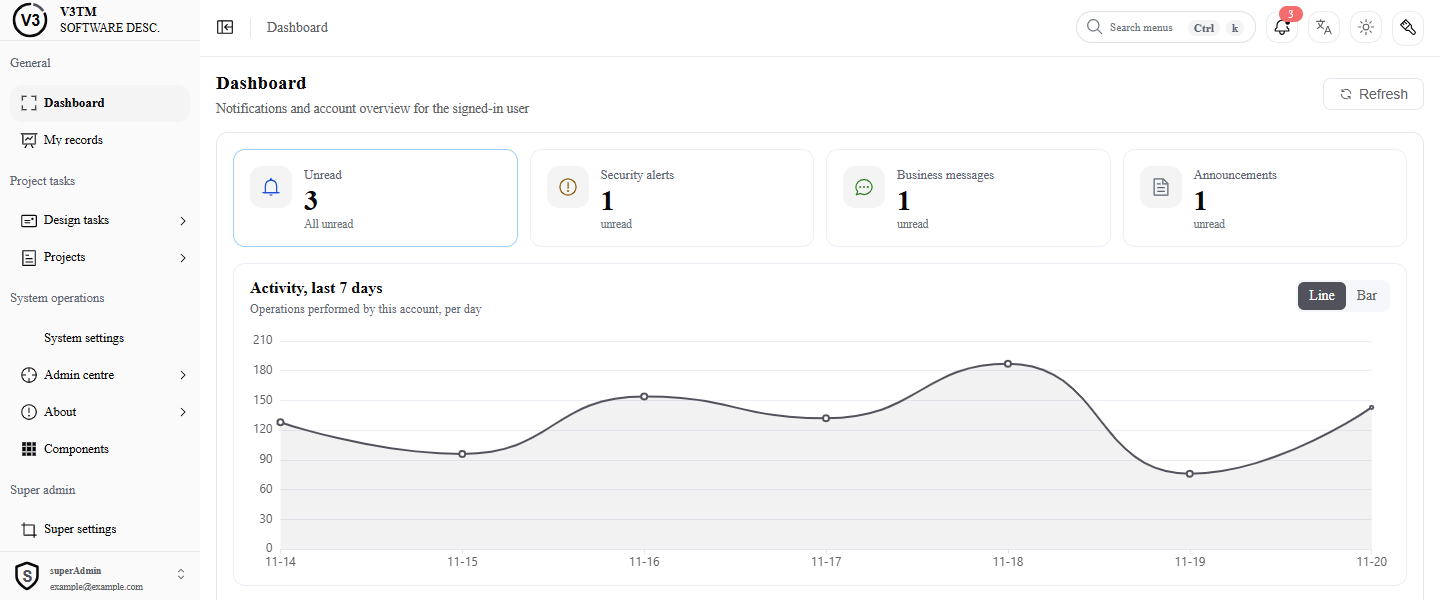 V3
V3TM
SOFTWARE DESC.
General
Dashboard
My records
Project tasks
Design tasks
Projects
System operations
System settings
Admin centre
About
Components
Super admin
Super settings
S
superAdmin
example@example.com
Dashboard
Search menus
Ctrl
k
3
Dashboard
Notifications and account overview for the signed-in user
Refresh
Unread
3
All unread
Security alerts
1
unread
Business messages
1
unread
Announcements
1
unread
Activity, last 7 days
Operations performed by this account, per day
Line
Bar
210
180
150
120
90
60
30
0
11-14
11-15
11-16
11-17
11-18
11-19
11-20